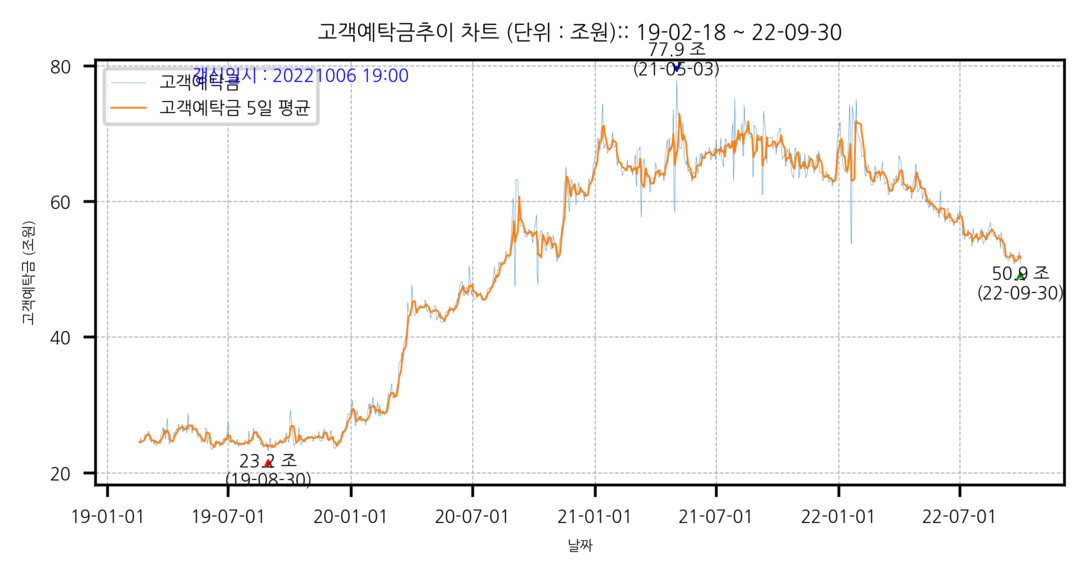 고객예탁금추이 차트 (단위 : 조원):: 19-02-18 ~ 22-09-30
77.9 조
(21-05-03)
갱신일시 : 20221006 19:00
고객예탁금
고객예탁금 5일 평균
80
60
40
20
고객예탁금 (조원)
50.9 조
(22-09-30)
23.2 조
(19-08-30)
19-01-01
19-07-01
20-01-01
20-07-01
21-01-01
21-07-01
22-01-01
22-07-01
날짜